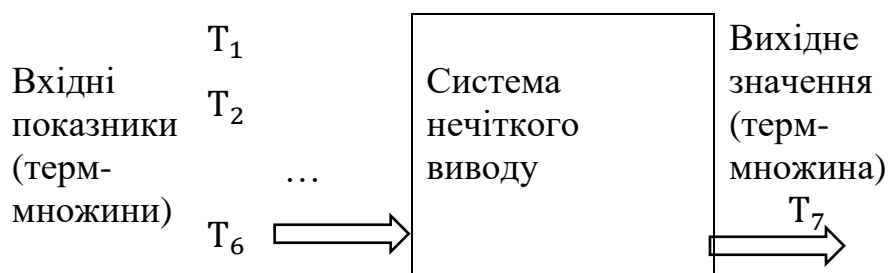 Вхідні
показники
(терм-
множини)
T₁
T₂
…
T₆
Система
нечіткого
виводу
Вихідне
значення
(терм-
множина)
T₇